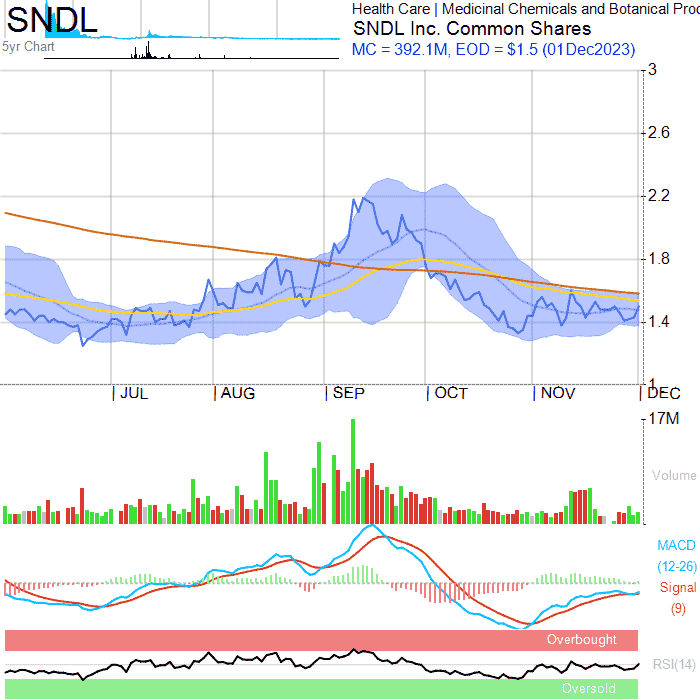 SNDL
5yr Chart
Health Care | Medicinal Chemicals and Botanical Proc
SNDL Inc. Common Shares
MC = 392.1M, EOD = $1.5 (01Dec2023)
3
2.6
2.2
1.8
1.4
1
JUL AUG SEP OCT NOV DEC
17M
Volume
MACD
(12-26)
Signal
(9)
Overbought
RSI(14)
Oversold